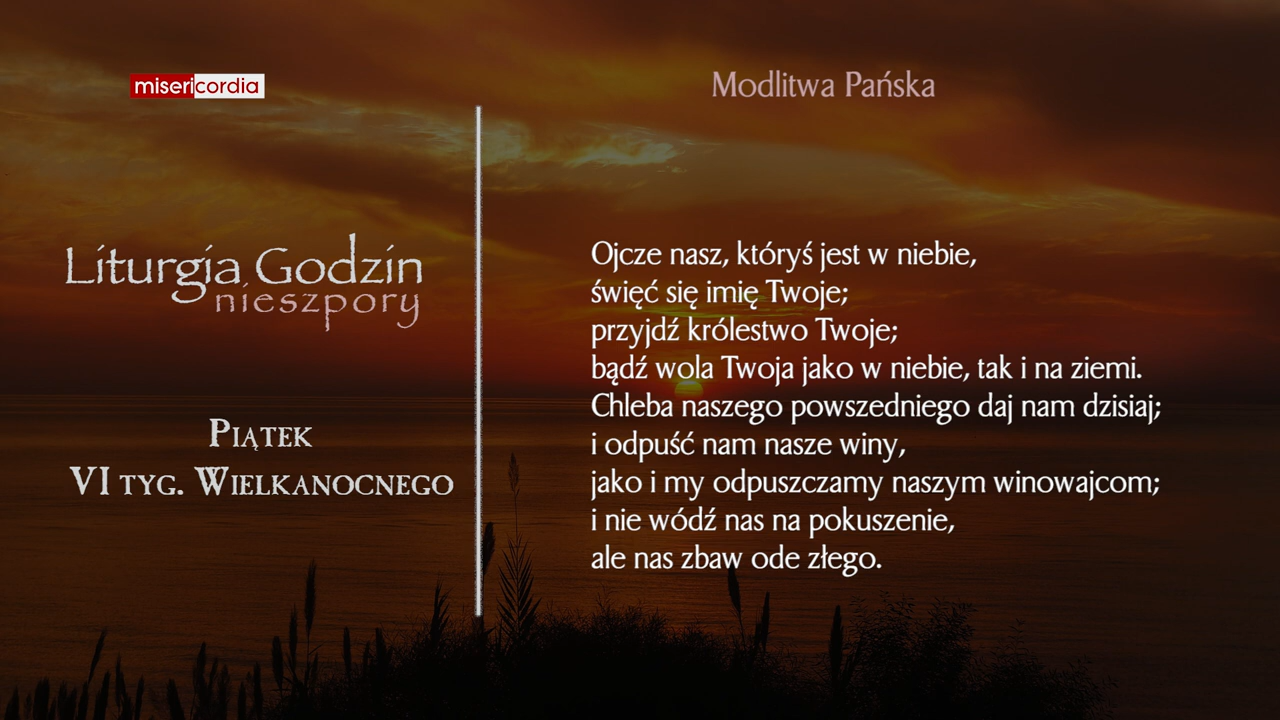 misericordia
Liturgia Godzin
nieszpory
Piątek
VI tyg. Wielkanocnego
Modlitwa Pańska
Ojcze nasz, któryś jest w niebie,
święć się imię Twoje;
przyjdź królestwo Twoje;
bądź wola Twoja jako w niebie, tak i na ziemi.
Chleba naszego powszedniego daj nam dzisiaj;
i odpuść nam nasze winy,
jako i my odpuszczamy naszym winowajcom;
i nie wódź nas na pokuszenie,
ale nas zbaw ode złego.